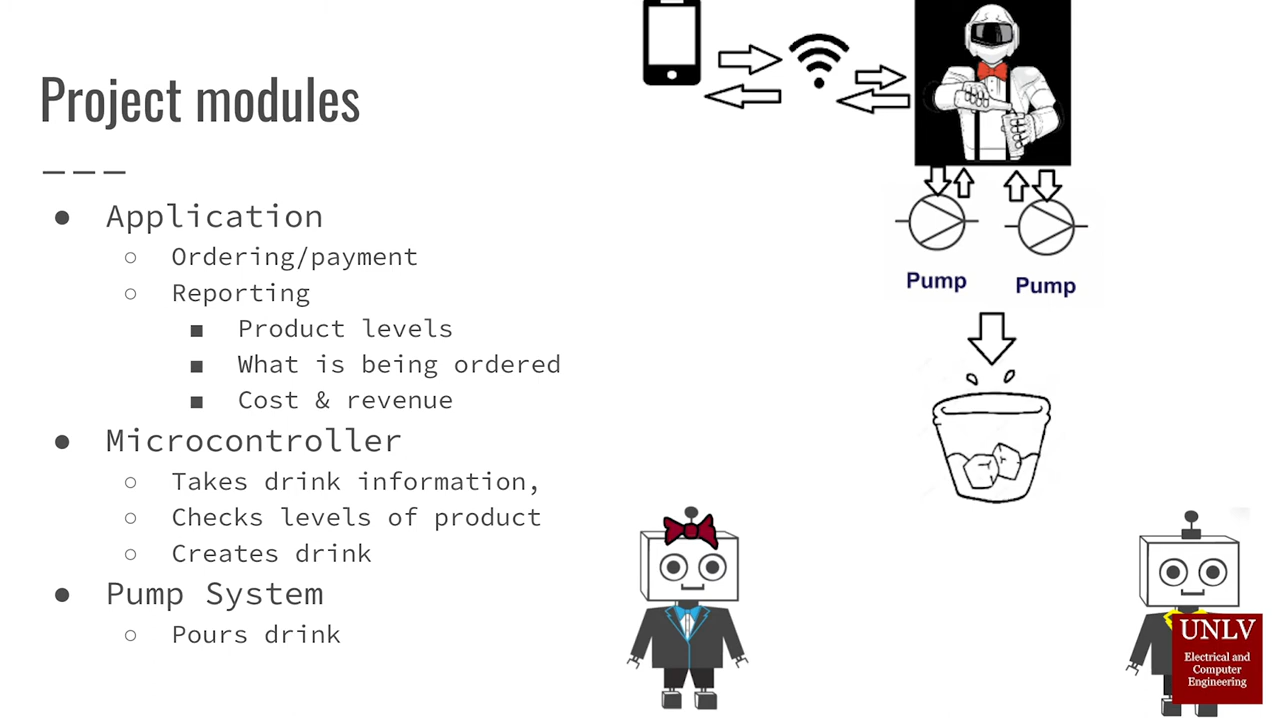 Project modules
● Application
○ Ordering/payment
○ Reporting
■ Product levels
■ What is being ordered
■ Cost & revenue
● Microcontroller
○ Takes drink information,
○ Checks levels of product
○ Creates drink
● Pump System
○ Pours drink
Pump
Pump
UNLV
Electrical and
Computer
Engineering